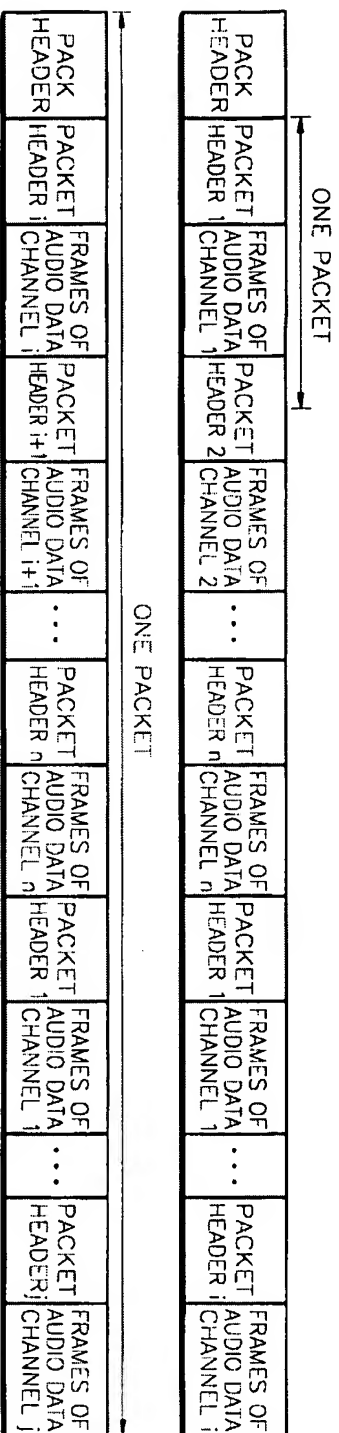 ONE PACKET
PACK
HEADER
PACKET
HEADER 1
FRAMES OF
AUDIO DATA
CHANNEL 1
PACKET
HEADER 2
FRAMES OF
AUDIO DATA
CHANNEL 2
...
PACKET
HEADER n
FRAMES OF
AUDIO DATA
CHANNEL n
PACKET
HEADER 1
FRAMES OF
AUDIO DATA
CHANNEL 1
...
PACKET
HEADER i
FRAMES OF
AUDIO DATA
CHANNEL i
ONE PACKET
PACK
HEADER
PACKET
HEADER i
FRAMES OF
AUDIO DATA
CHANNEL i
PACKET
HEADER i+1
FRAMES OF
AUDIO DATA
CHANNEL i+1
...
PACKET
HEADER n
FRAMES OF
AUDIO DATA
CHANNEL n
PACKET
HEADER 1
FRAMES OF
AUDIO DATA
CHANNEL 1
...
PACKET
HEADERj
FRAMES OF
AUDIO DATA
CHANNEL j